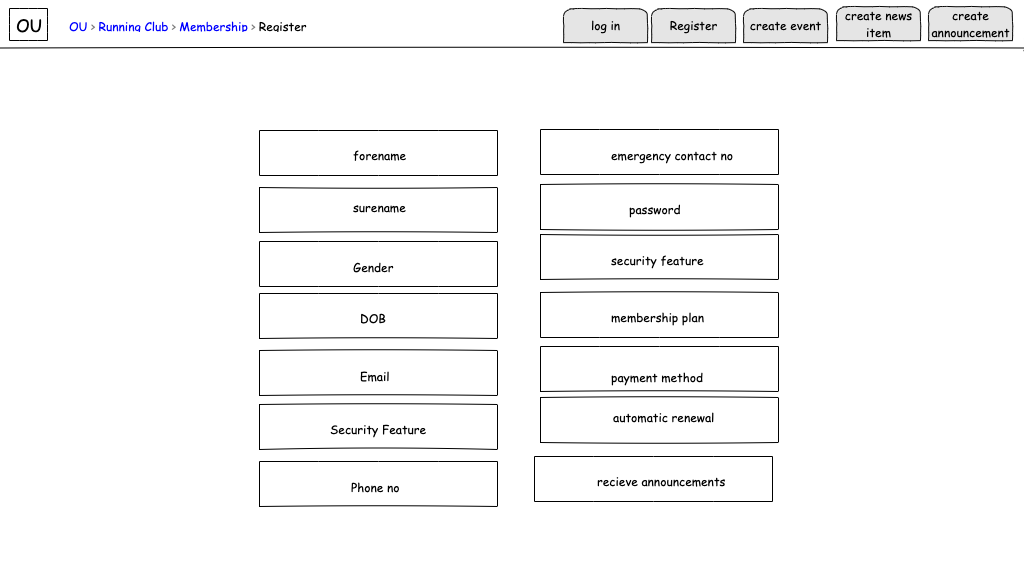 OU
OU > Running Club > Membership > Register
log in
Register
create event
create news
item
create
announcement
forename
surename
Gender
DOB
Email
Security Feature
Phone no
emergency contact no
password
security feature
membership plan
payment method
automatic renewal
recieve announcements